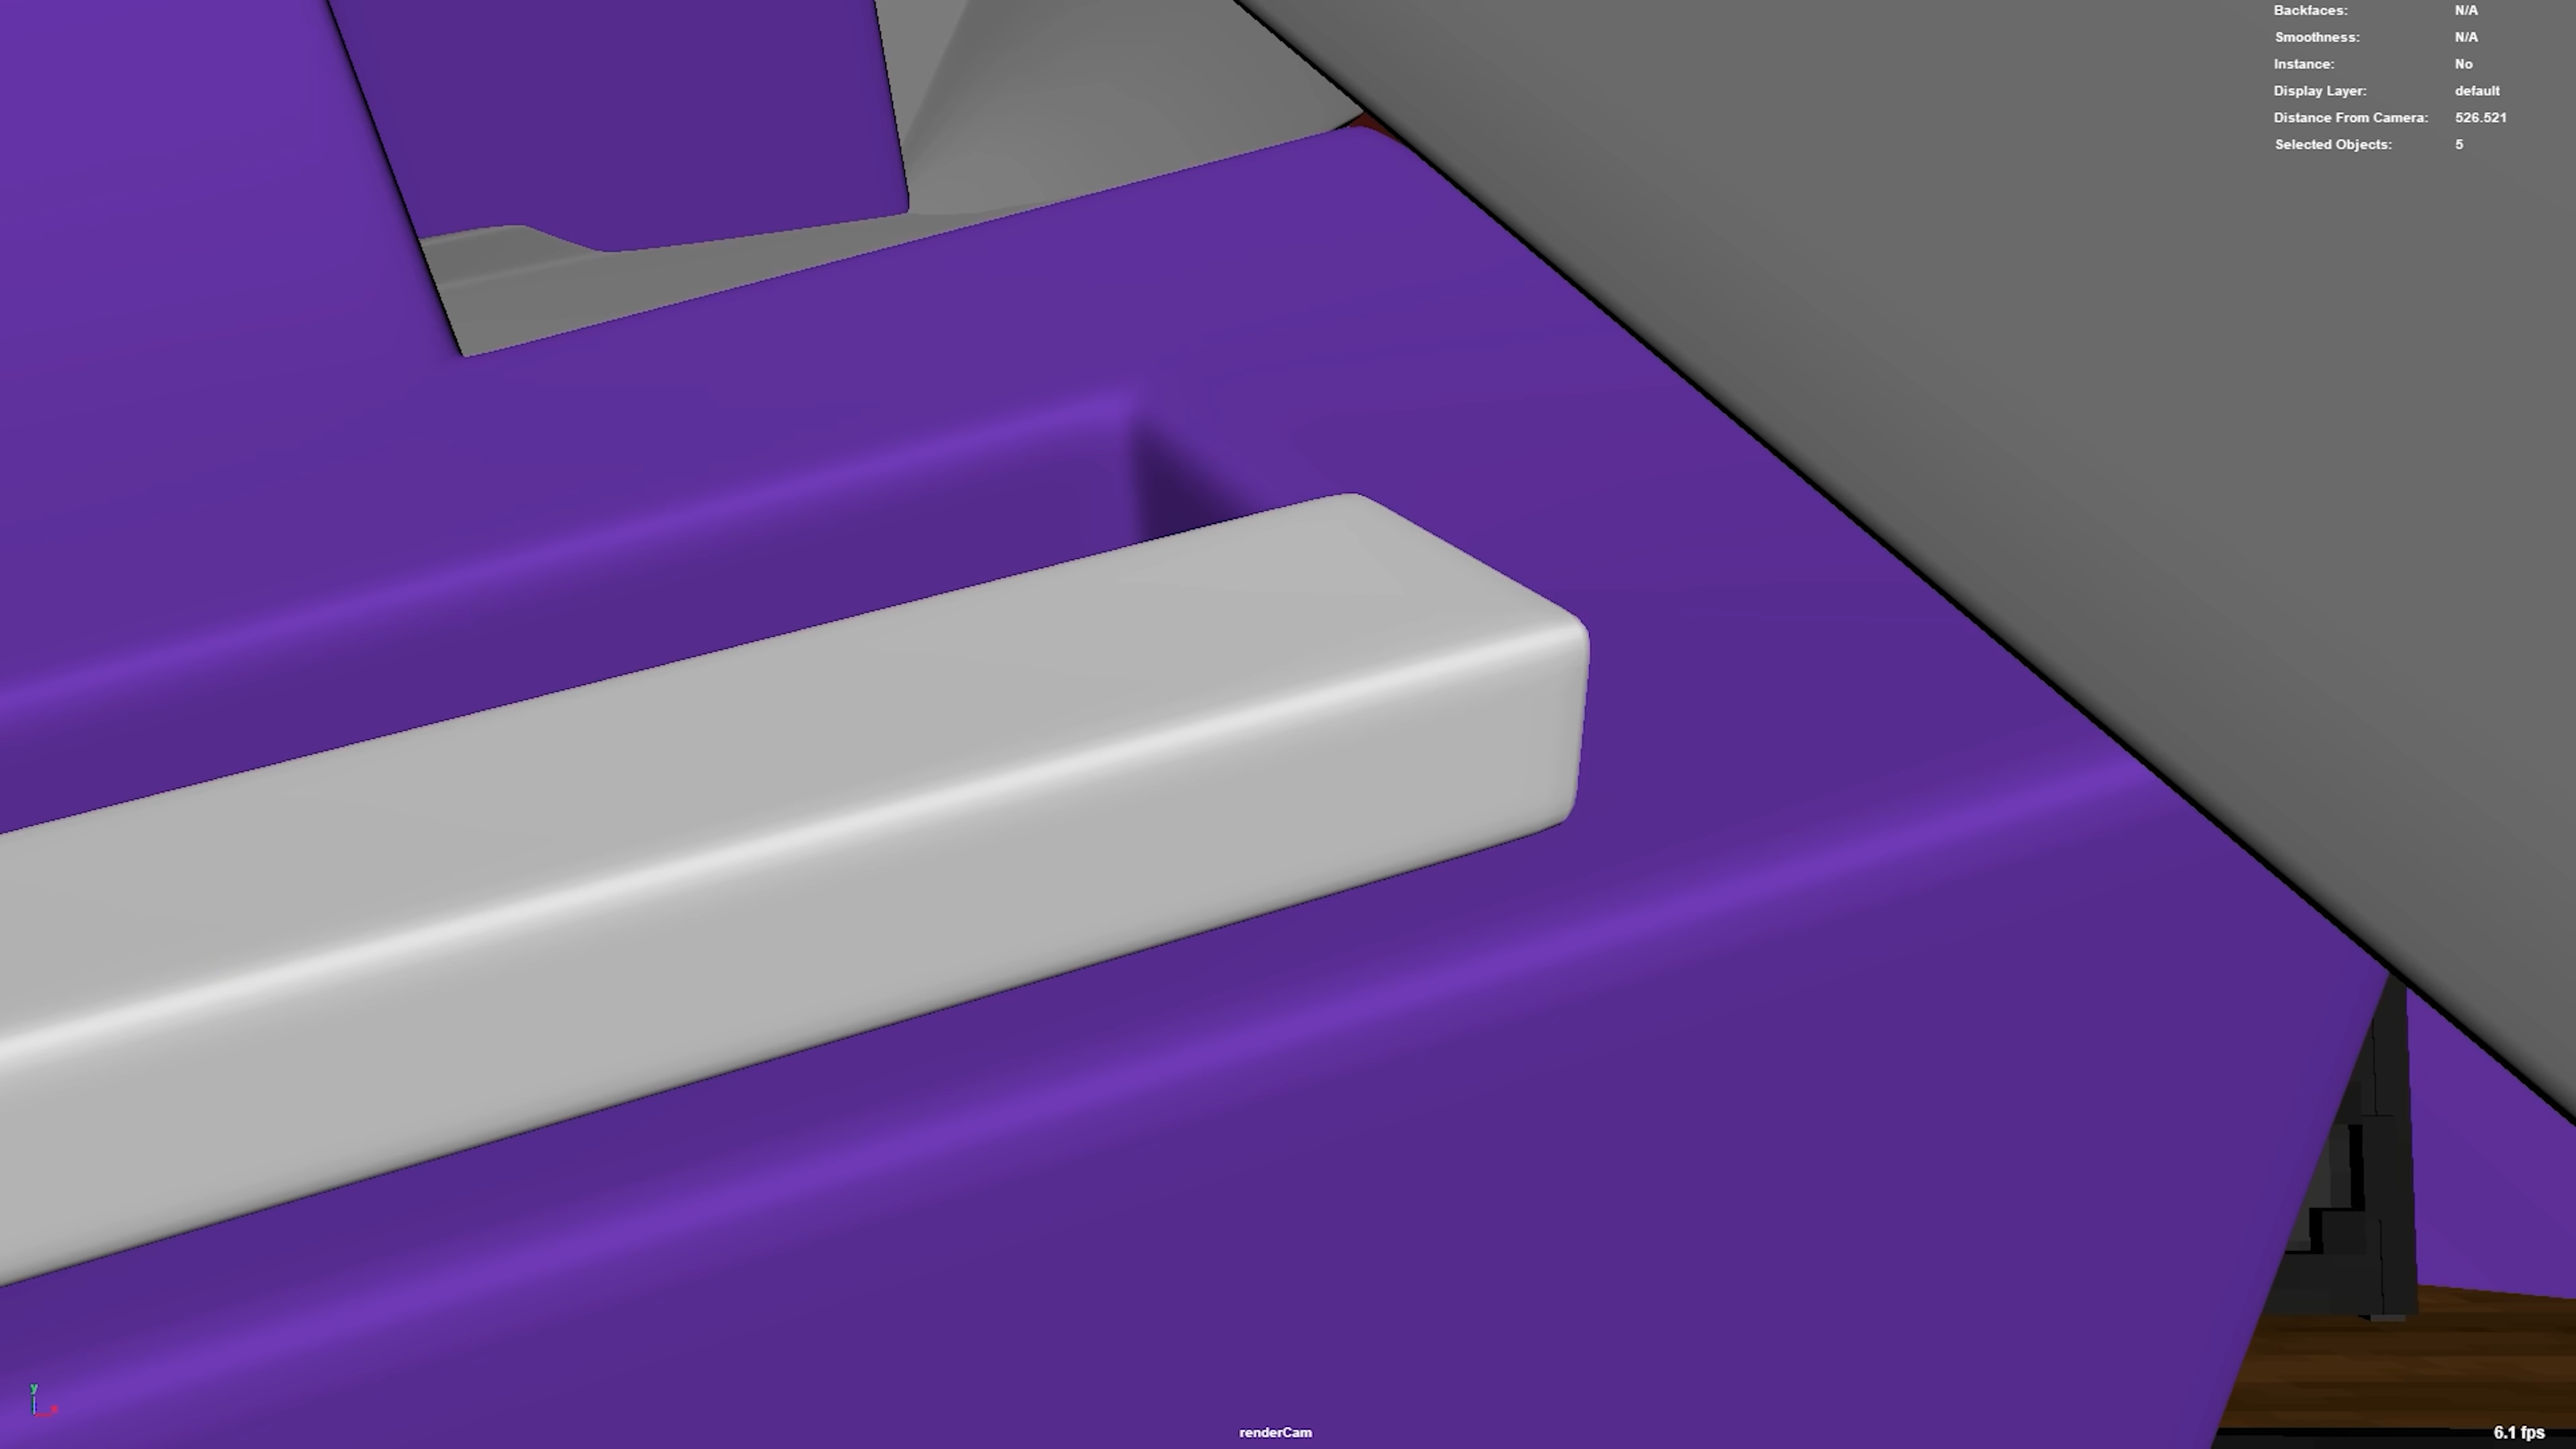 Backfaces: N/A
Smoothness: N/A
Instance: No
Display Layer: default
Distance From Camera: 526.521
Selected Objects: 5
y
renderCam
6.1 fps